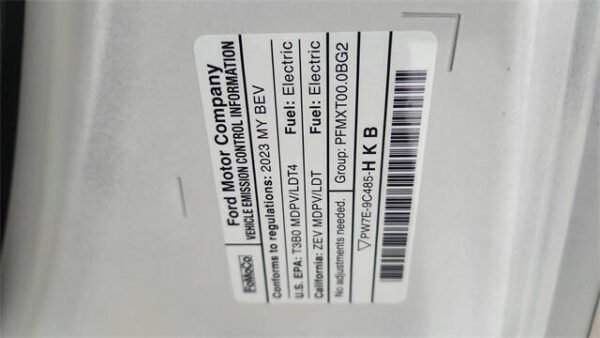 FoMoCo
Ford Motor Company
VEHICLE EMISSION CONTROL INFORMATION
Conforms to regulations: 2023 MY BEV
U.S. EPA: T3B0 MDPV/LDT4 Fuel: Electric
California: ZEV MDPV/LDT Fuel: Electric
No adjustments needed. Group: PFMXT00.0BG2
▽PW7E-9C485-HKB